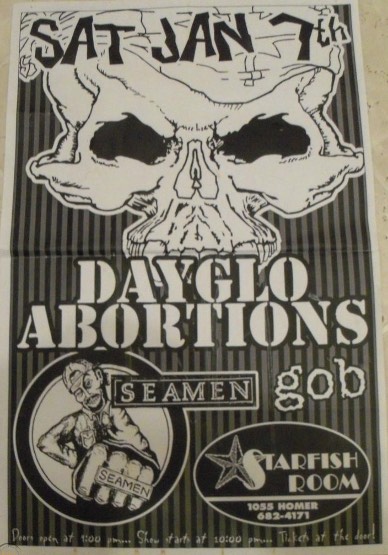 SAT JAN 7th
DAYGLO
ABORTIONS
SEAMEN
gob
SEAMEN
STARFISH
ROOM
1055 HOMER
682-4171
Doors open at 9:00 pm... Show starts at 10:00 pm... Tickets at the door!